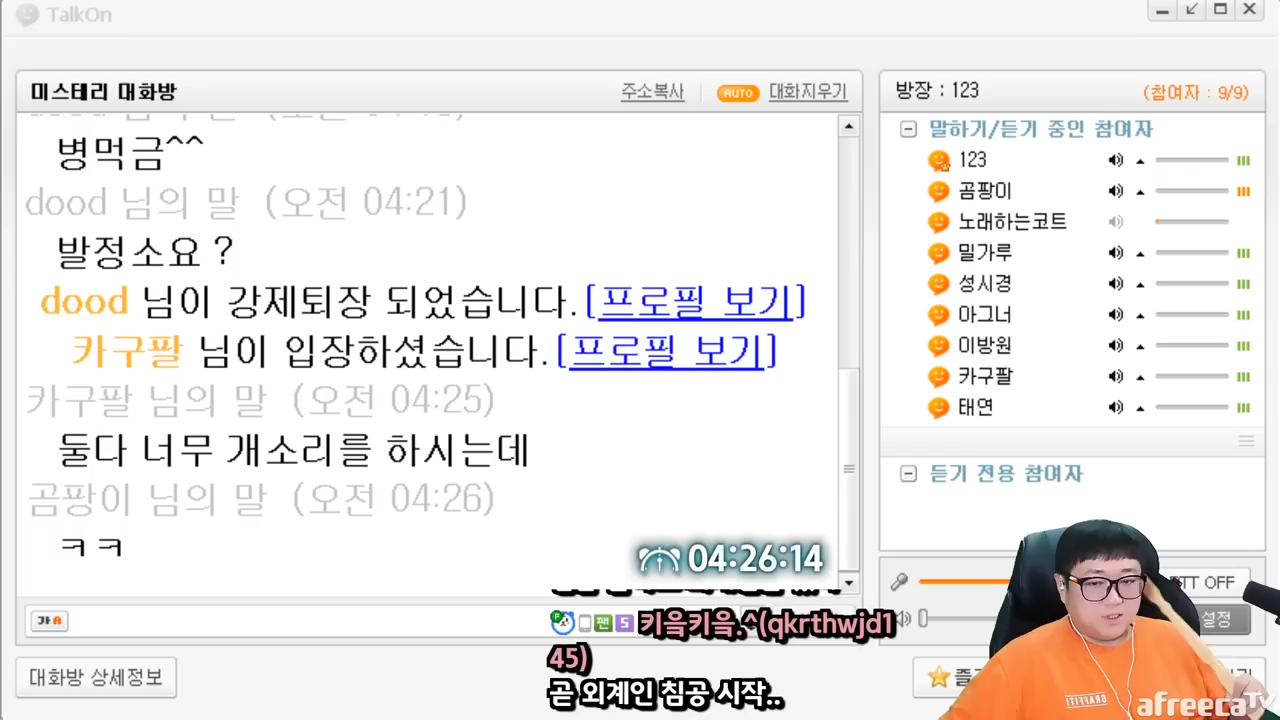 TalkOn
미스테리 대화방
주소복사
AUTO
대화지우기
병먹금^^
dood 님의 말 (오전 04:21)
발정소요 ?
dood 님이 강제퇴장 되었습니다.[프로필 보기]
카구팔 님이 입장하셨습니다.[프로필 보기]
카구팔 님의 말 (오전 04:25)
둘다 너무 개소리를 하시는데
곰팡이 님의 말 (오전 04:26)
ㅋㅋ
04:26:14
가
F
팬
5
키읔키읔.^(qkrthwjd1
45)
곧 외계인 침공 시작..
대화방 상세정보
방장 : 123
(참여자 : 9/9)
말하기/듣기 중인 참여자
123
곰팡이
노래하는코트
밀가루
성시경
아그너
이방원
카구팔
태연
듣기 전용 참여자
OFF
설정
GRAFFITI
afreecaTV